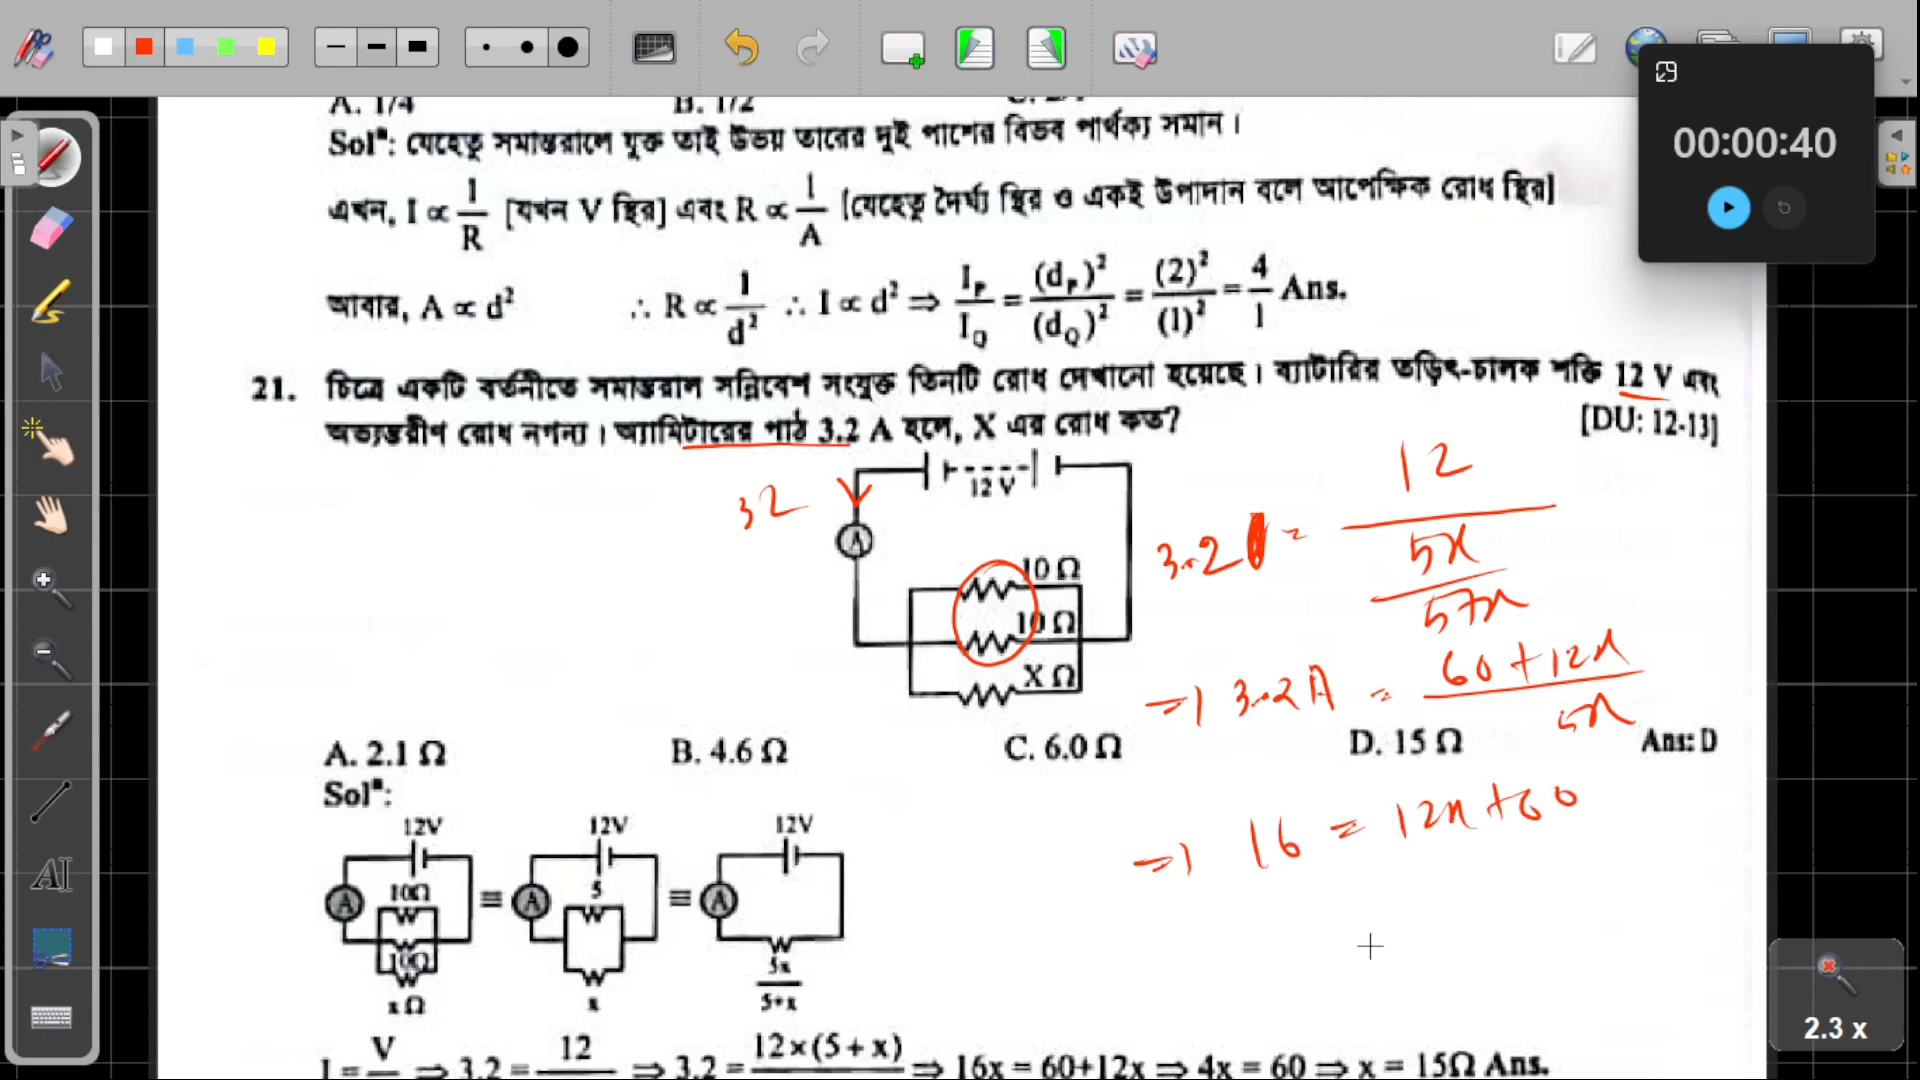 00:00:40
A. 1/4 B. 1/2
Solⁿ: যেহেতু সমান্তরালে যুক্ত তাই উভয় তারের দুই পাশের বিভব পার্থক্য সমান।
এখন, I ∝ 1/R [যখন V স্থির] এবং R ∝ 1/A [যেহেতু দৈর্ঘ্য স্থির ও একই উপাদান বলে আপেক্ষিক রোধ স্থির]
আবার, A ∝ d² ∴ R ∝ 1/d² ∴ I ∝ d² ⇒ I_P/I_Q = (d_P)²/(d_Q)² = (2)²/(1)² = 4/1 Ans.
21. চিত্রে একটি বর্তনীতে সমান্তরাল সন্নিবেশ সংযুক্ত তিনটি রোধ দেখানো হয়েছে। ব্যাটারির তড়িৎ-চালক শক্তি 12 V এবং
অভ্যন্তরীণ রোধ নগন্য। অ্যামিটারের পাঠ 3.2 A হলে, X এর রোধ কত? [DU: 12-13]
12 V
A
10 Ω
10 Ω
X Ω
32
3.2 = 12/(5x/57x)
⇒ 3.2A = (60+12x)/5x
⇒ 16 = 12x+60
A. 2.1 Ω B. 4.6 Ω C. 6.0 Ω D. 15 Ω Ans: D
Solⁿ:
12V 12V 12V
A 10Ω ≡ A 5 ≡ A
10Ω
xΩ x 5x/5+x
I = V/ ⇒ 3.2 = 12/ ⇒ 3.2 = 12×(5+x)/ ⇒ 16x = 60+12x ⇒ 4x = 60 ⇒ x = 15Ω Ans.
2.3 x